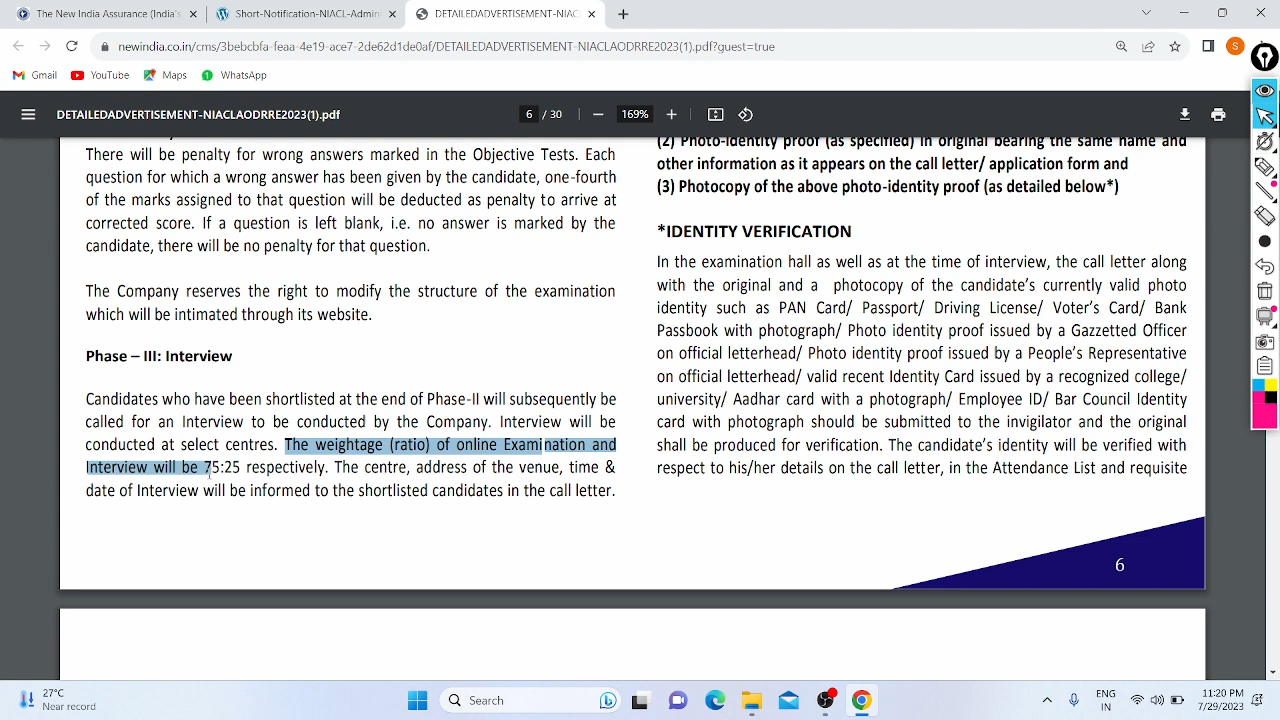 The New India Assurance (India's
Short-Notification-NIACL-Admin
DETAILEDADVERTISEMENT-NIAC
newindia.co.in/cms/3bebcbfa-feaa-4e19-ace7-2de62d1de0af/DETAILEDADVERTISEMENT-NIACLAODRRE2023(1).pdf?guest=true
S
Gmail
YouTube
Maps
WhatsApp
DETAILEDADVERTISEMENT-NIACLAODRRE2023(1).pdf
6 / 30
169%
There will be penalty for wrong answers marked in the Objective Tests. Each
question for which a wrong answer has been given by the candidate, one-fourth
of the marks assigned to that question will be deducted as penalty to arrive at
corrected score. If a question is left blank, i.e. no answer is marked by the
candidate, there will be no penalty for that question.
The Company reserves the right to modify the structure of the examination
which will be intimated through its website.
Phase – III: Interview
Candidates who have been shortlisted at the end of Phase-II will subsequently be
called for an Interview to be conducted by the Company. Interview will be
conducted at select centres. The weightage (ratio) of online Examination and
Interview will be 75:25 respectively. The centre, address of the venue, time &
date of Interview will be informed to the shortlisted candidates in the call letter.
(2) Photo-identity proof (as specified) in original bearing the same name and
other information as it appears on the call letter/ application form and
(3) Photocopy of the above photo-identity proof (as detailed below*)
*IDENTITY VERIFICATION
In the examination hall as well as at the time of interview, the call letter along
with the original and a photocopy of the candidate's currently valid photo
identity such as PAN Card/ Passport/ Driving License/ Voter's Card/ Bank
Passbook with photograph/ Photo identity proof issued by a Gazzetted Officer
on official letterhead/ Photo identity proof issued by a People's Representative
on official letterhead/ valid recent Identity Card issued by a recognized college/
university/ Aadhar card with a photograph/ Employee ID/ Bar Council Identity
card with photograph should be submitted to the invigilator and the original
shall be produced for verification. The candidate's identity will be verified with
respect to his/her details on the call letter, in the Attendance List and requisite
6
27°C
Near record
Search
ENG
IN
11:20 PM
7/29/2023